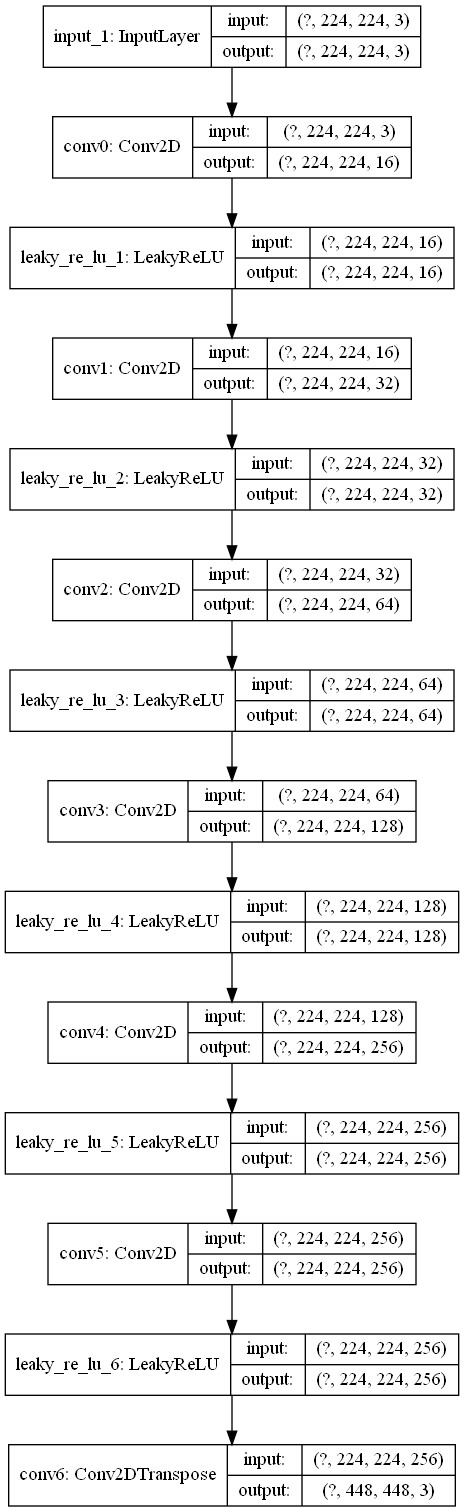 input_1: InputLayer
input: (?, 224, 224, 3)
output: (?, 224, 224, 3)
conv0: Conv2D
input: (?, 224, 224, 3)
output: (?, 224, 224, 16)
leaky_re_lu_1: LeakyReLU
input: (?, 224, 224, 16)
output: (?, 224, 224, 16)
conv1: Conv2D
input: (?, 224, 224, 16)
output: (?, 224, 224, 32)
leaky_re_lu_2: LeakyReLU
input: (?, 224, 224, 32)
output: (?, 224, 224, 32)
conv2: Conv2D
input: (?, 224, 224, 32)
output: (?, 224, 224, 64)
leaky_re_lu_3: LeakyReLU
input: (?, 224, 224, 64)
output: (?, 224, 224, 64)
conv3: Conv2D
input: (?, 224, 224, 64)
output: (?, 224, 224, 128)
leaky_re_lu_4: LeakyReLU
input: (?, 224, 224, 128)
output: (?, 224, 224, 128)
conv4: Conv2D
input: (?, 224, 224, 128)
output: (?, 224, 224, 256)
leaky_re_lu_5: LeakyReLU
input: (?, 224, 224, 256)
output: (?, 224, 224, 256)
conv5: Conv2D
input: (?, 224, 224, 256)
output: (?, 224, 224, 256)
leaky_re_lu_6: LeakyReLU
input: (?, 224, 224, 256)
output: (?, 224, 224, 256)
conv6: Conv2DTranspose
input: (?, 224, 224, 256)
output: (?, 448, 448, 3)